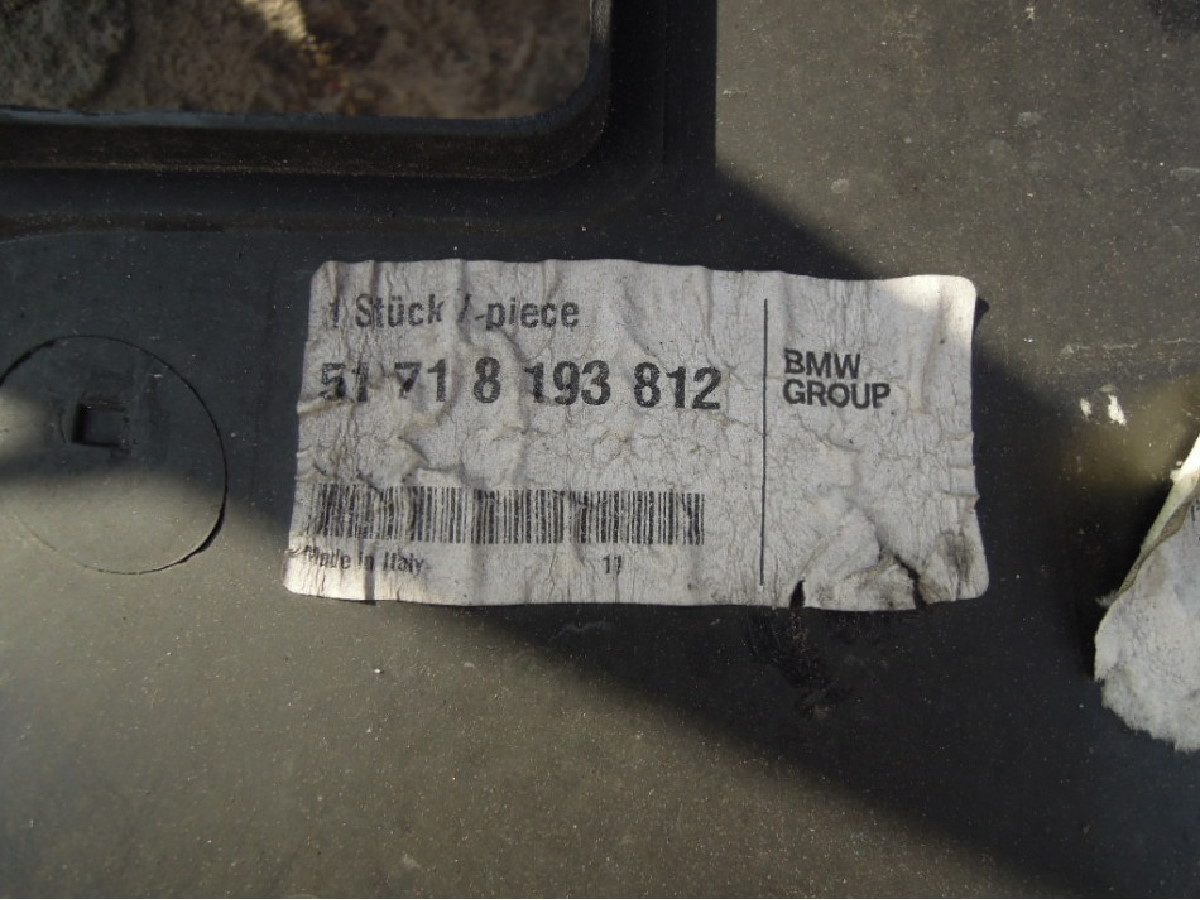 1 Stück /-piece
51 71 8 193 812
BMW
GROUP
Made in Italy
11